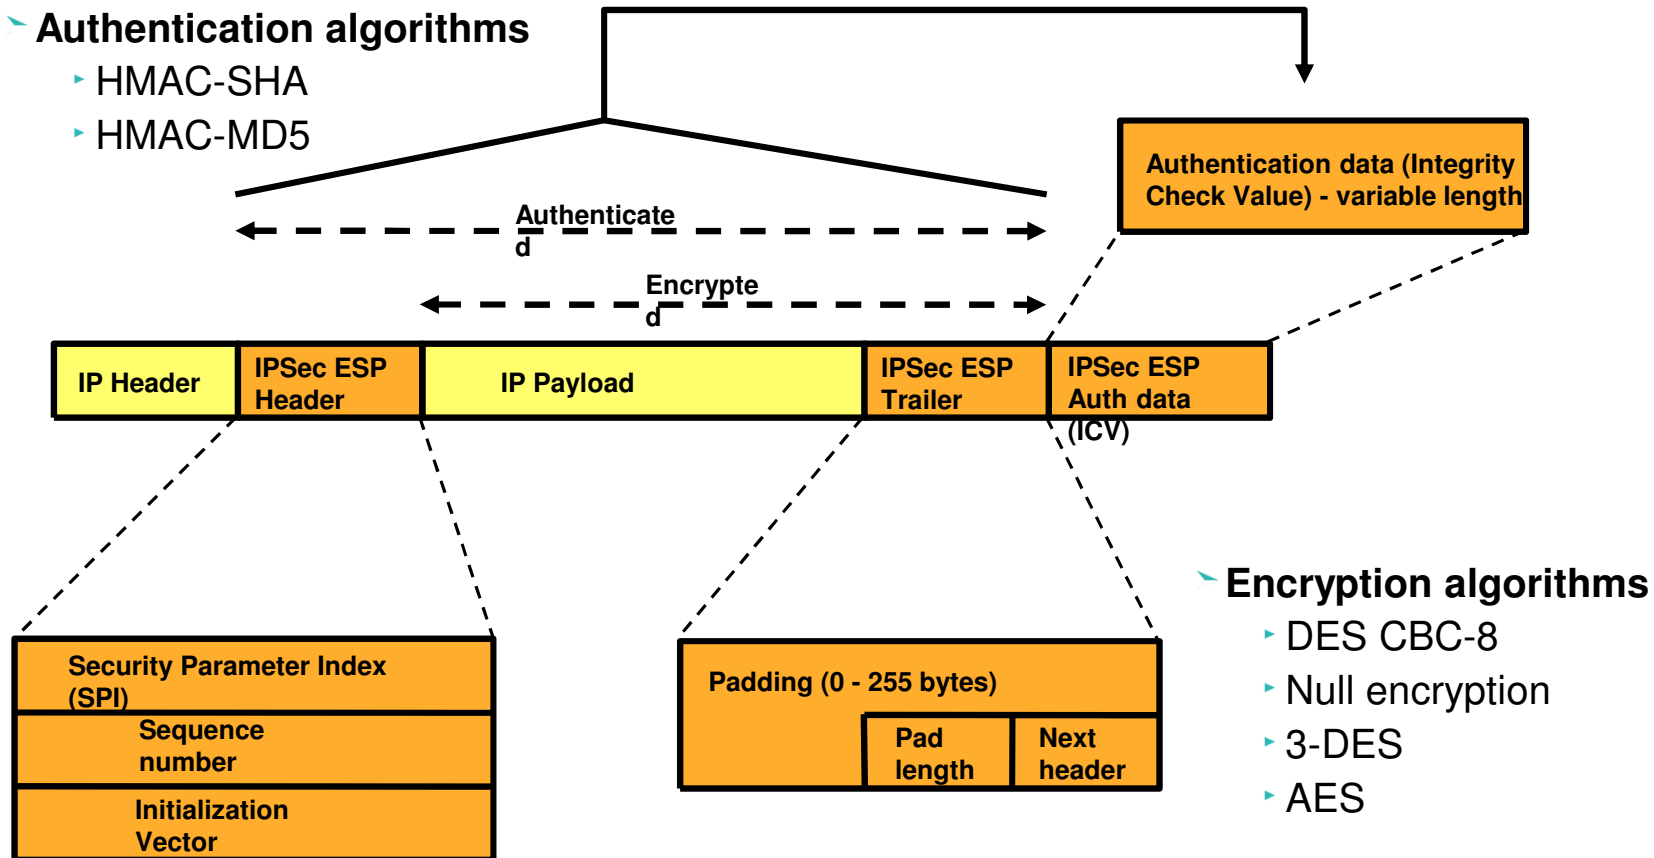 Authentication algorithms
HMAC-SHA
HMAC-MD5
Authentication data (Integrity
Check Value) - variable length
Authenticate
d
Encrypte
d
IP Header
IPSec ESP
Header
IP Payload
IPSec ESP
Trailer
IPSec ESP
Auth data
(ICV)
Security Parameter Index
(SPI)
Sequence
number
Initialization
Vector
Padding (0 - 255 bytes)
Pad
length
Next
header
Encryption algorithms
DES CBC-8
Null encryption
3-DES
AES